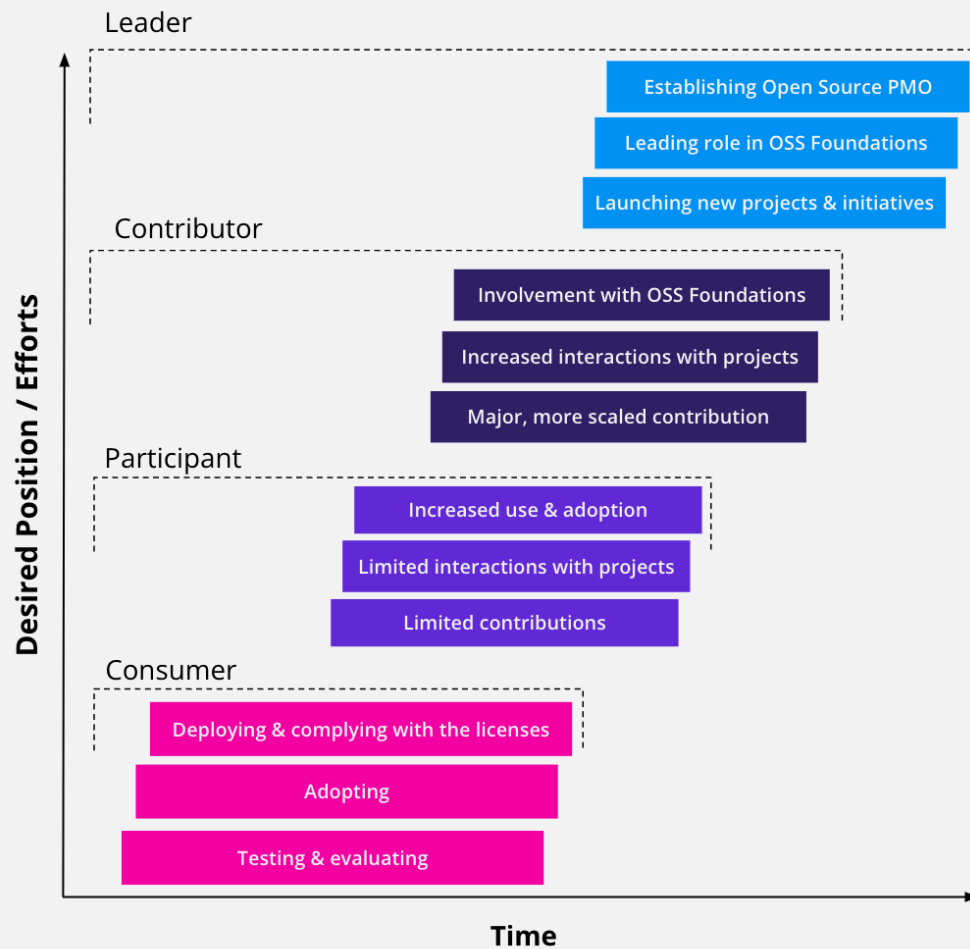 Leader
Establishing Open Source PMO
Leading role in OSS Foundations
Launching new projects & initiatives
Contributor
Involvement with OSS Foundations
Increased interactions with projects
Major, more scaled contribution
Participant
Increased use & adoption
Limited interactions with projects
Limited contributions
Consumer
Deploying & complying with the licenses
Adopting
Testing & evaluating
Desired Position / Efforts
Time